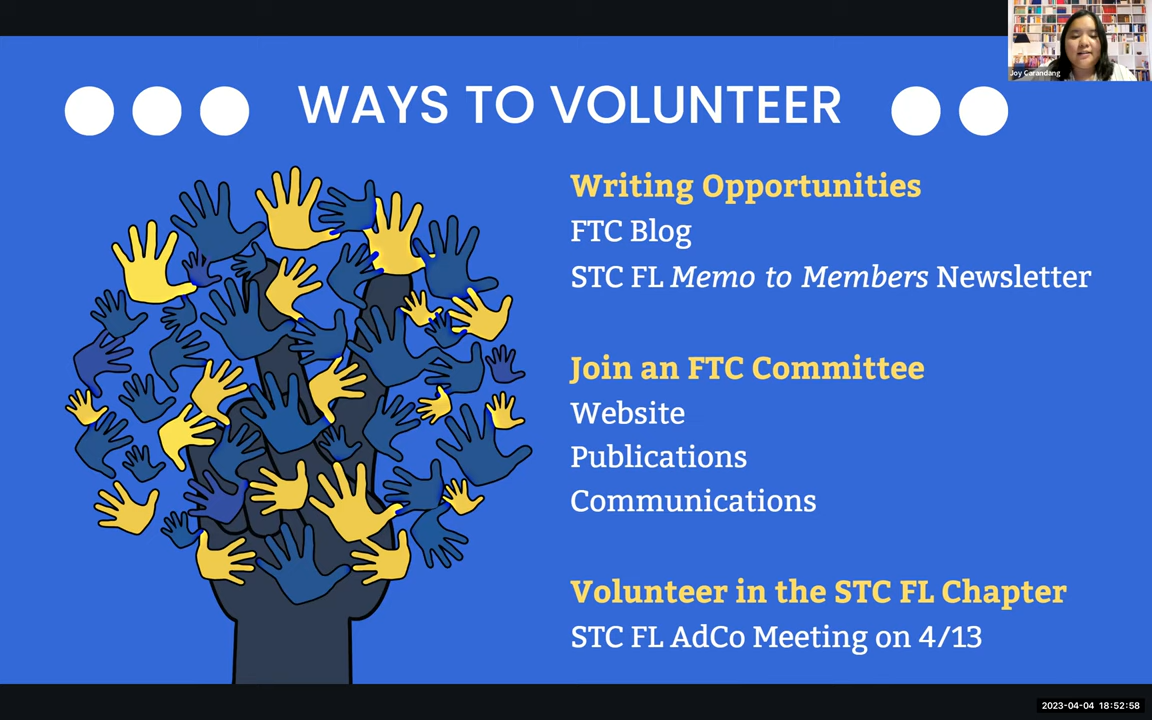 Joy Carandang
WAYS TO VOLUNTEER
Writing Opportunities
FTC Blog
STC FL Memo to Members Newsletter
Join an FTC Committee
Website
Publications
Communications
Volunteer in the STC FL Chapter
STC FL AdCo Meeting on 4/13
2023-04-04 18:52:58